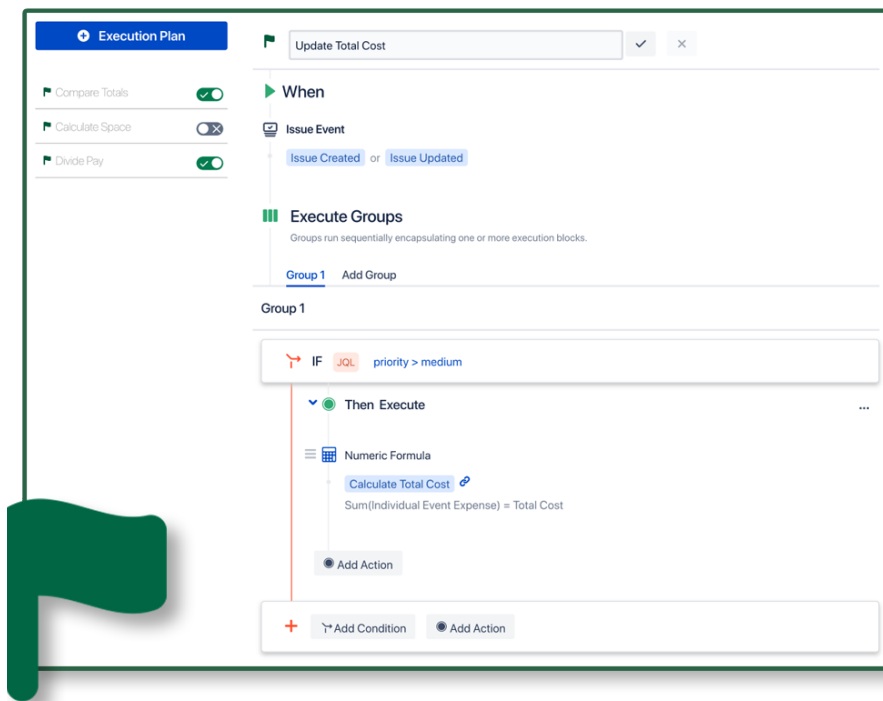 Execution Plan
Compare Totals
Calculate Space
Divide Pay
Update Total Cost
When
Issue Event
Issue Created or Issue Updated
Execute Groups
Groups run sequentially encapsulating one or more execution blocks.
Group 1 Add Group
Group 1
IF JQL priority > medium
Then Execute
...
Numeric Formula
Calculate Total Cost
Sum(Individual Event Expense) = Total Cost
Add Action
Add Condition Add Action